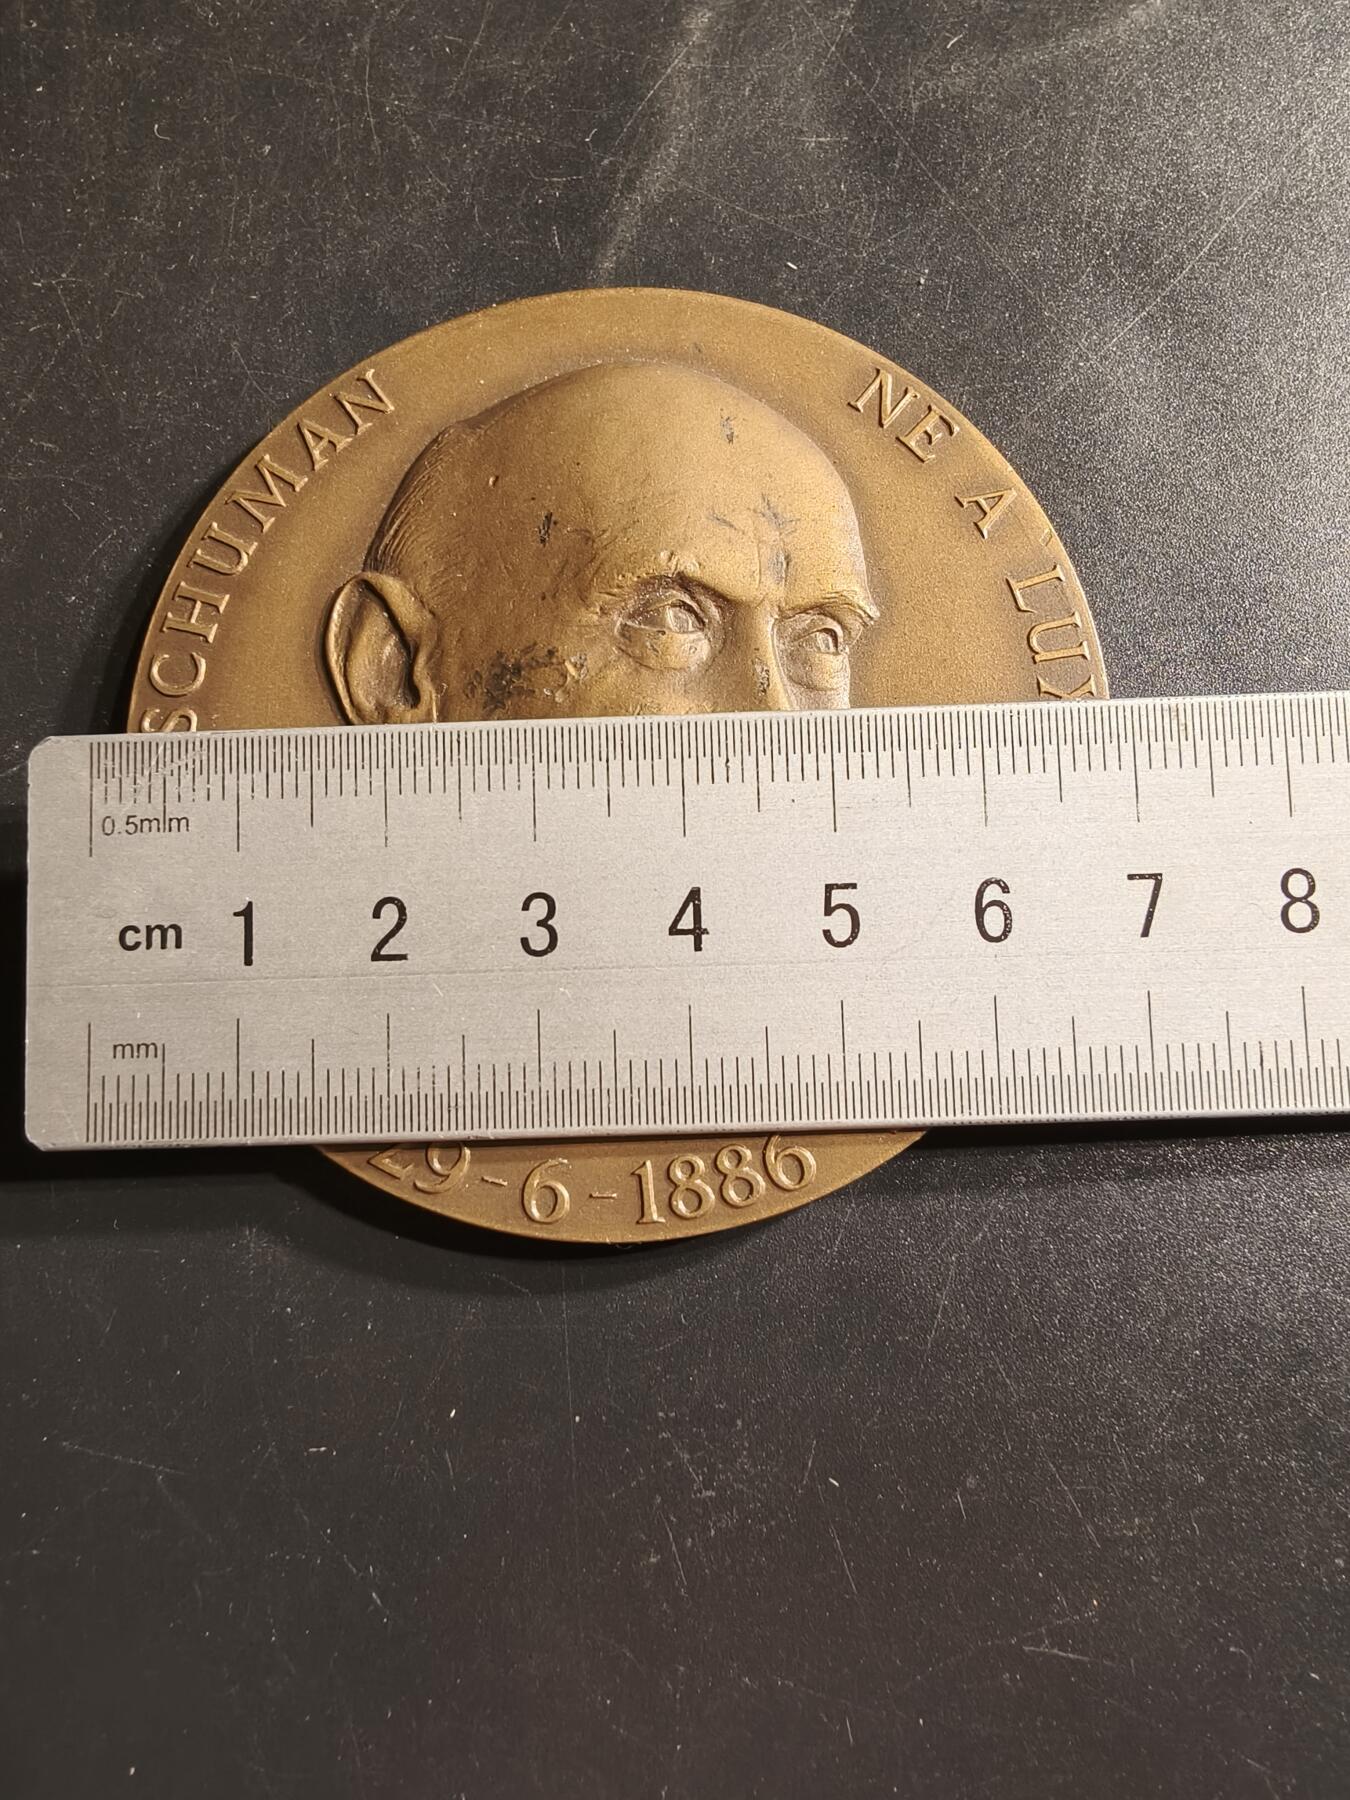 SCHUMAN NE A LUX
0.5mm
cm 1 2 3 4 5 6 7 8
mm
29-6-1886